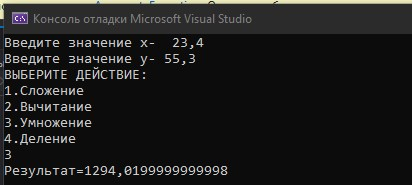 Консоль отладки Microsoft Visual Studio
Введите значение x-  23,4
Введите значение y- 55,3
ВЫБЕРИТЕ ДЕЙСТВИЕ:
1.Сложение
2.Вычитание
3.Умножение
4.Деление
3
Результат=1294,0199999999998